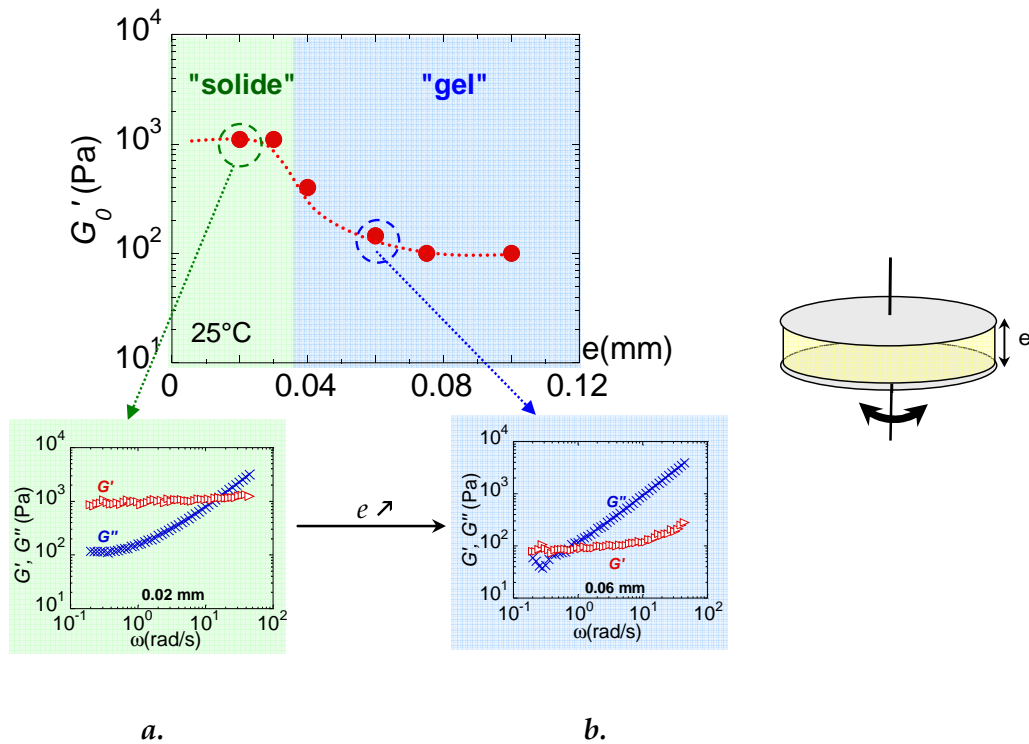 10^4
"solide" "gel"
10^3
G_0' (Pa)
10^2
25°C
10^1
e(mm)
0 0.04 0.08 0.12
e
10^4
G'
10^3
G', G'' (Pa)
G''
10^2
0.02 mm
10^1
10^-1 10^0 10^1 10^2
ω(rad/s)
e ↗
10^4
G''
10^3
G', G'' (Pa)
10^2
G'
0.06 mm
10^1
10^-1 10^0 10^1 10^2
ω(rad/s)
a. b.